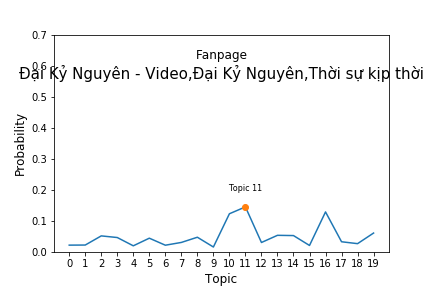 Fanpage
Đại Kỷ Nguyên - Video,Đại Kỷ Nguyên,Thời sự kịp thời
0.7
0.6
0.5
0.4
0.3
0.2
0.1
0.0
Probability
Topic 11
0 1 2 3 4 5 6 7 8 9 10 11 12 13 14 15 16 17 18 19
Topic